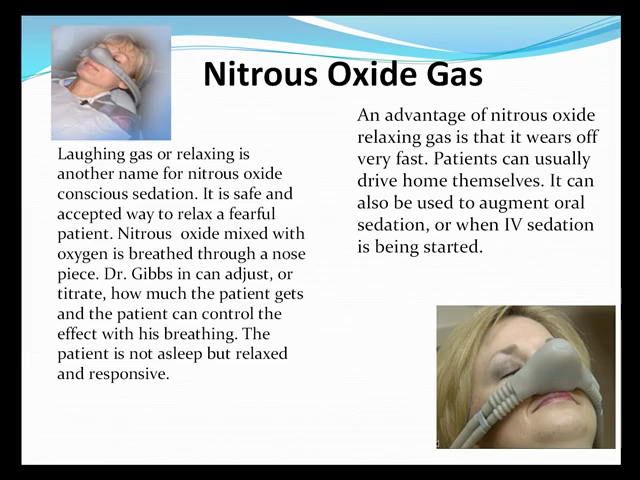 Nitrous Oxide Gas
Laughing gas or relaxing is
another name for nitrous oxide
conscious sedation. It is safe and
accepted way to relax a fearful
patient. Nitrous  oxide mixed with
oxygen is breathed through a nose
piece. Dr. Gibbs in can adjust, or
titrate, how much the patient gets
and the patient can control the
effect with his breathing. The
patient is not asleep but relaxed
and responsive.
An advantage of nitrous oxide
relaxing gas is that it wears off
very fast. Patients can usually
drive home themselves. It can
also be used to augment oral
sedation, or when IV sedation
is being started.